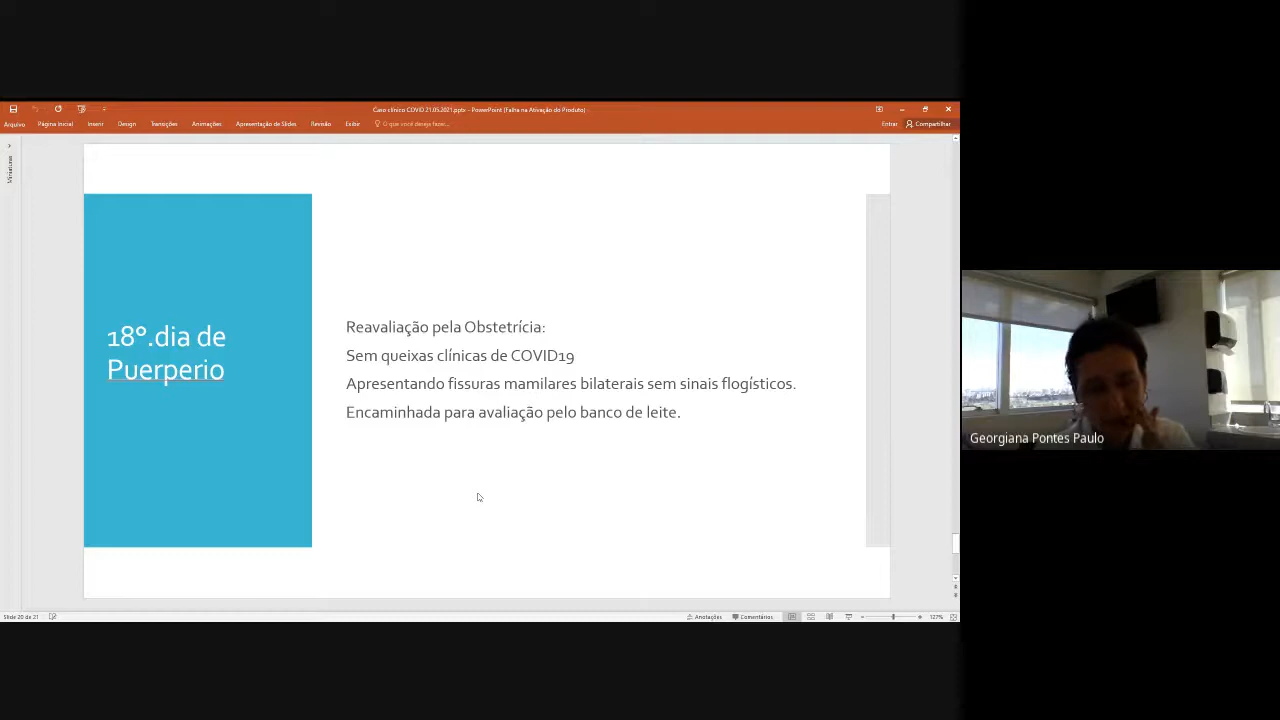 Caso clínico COVID 21.05.2021.pptx - PowerPoint (Falha na Ativação do Produto)
Arquivo Página Inicial Inserir Design Transições Animações Apresentação de Slides Revisão Exibir O que você deseja fazer... Entrar Compartilhar
Miniaturas
18º.dia de
Puerperio
Reavaliação pela Obstetrícia:
Sem queixas clínicas de COVID19
Apresentando fissuras mamilares bilaterais sem sinais flogísticos.
Encaminhada para avaliação pelo banco de leite.
Georgiana Pontes Paulo
Slide 20 de 21 Anotações Comentários 127%